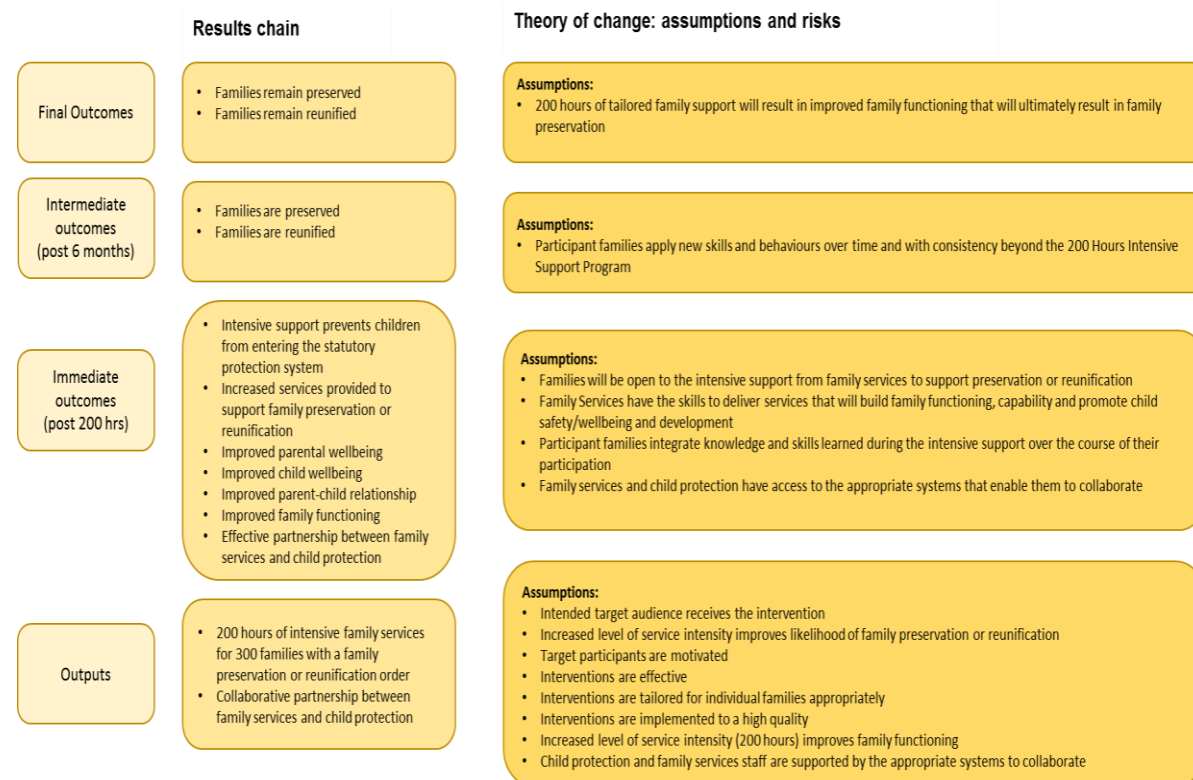 Results chain
Theory of change: assumptions and risks
Final Outcomes
• Families remain preserved
• Families remain reunified
Assumptions:
• 200 hours of tailored family support will result in improved family functioning that will ultimately result in family
preservation
Intermediate
outcomes
(post 6 months)
• Families are preserved
• Families are reunified
Assumptions:
• Participant families apply new skills and behaviours over time and with consistency beyond the 200 Hours Intensive
Support Program
Immediate
outcomes
(post 200 hrs)
• Intensive support prevents children
from entering the statutory
protection system
• Increased services provided to
support family preservation or
reunification
• Improved parental wellbeing
• Improved child wellbeing
• Improved parent-child relationship
• Improved family functioning
• Effective partnership between family
services and child protection
Assumptions:
• Families will be open to the intensive support from family services to support preservation or reunification
• Family Services have the skills to deliver services that will build family functioning, capability and promote child
safety/wellbeing and development
• Participant families integrate knowledge and skills learned during the intensive support over the course of their
participation
• Family services and child protection have access to the appropriate systems that enable them to collaborate
Outputs
• 200 hours of intensive family services
for 300 families with a family
preservation or reunification order
• Collaborative partnership between
family services and child protection
Assumptions:
• Intended target audience receives the intervention
• Increased level of service intensity improves likelihood of family preservation or reunification
• Target participants are motivated
• Interventions are effective
• Interventions are tailored for individual families appropriately
• Interventions are implemented to a high quality
• Increased level of service intensity (200 hours) improves family functioning
• Child protection and family services staff are supported by the appropriate systems to collaborate